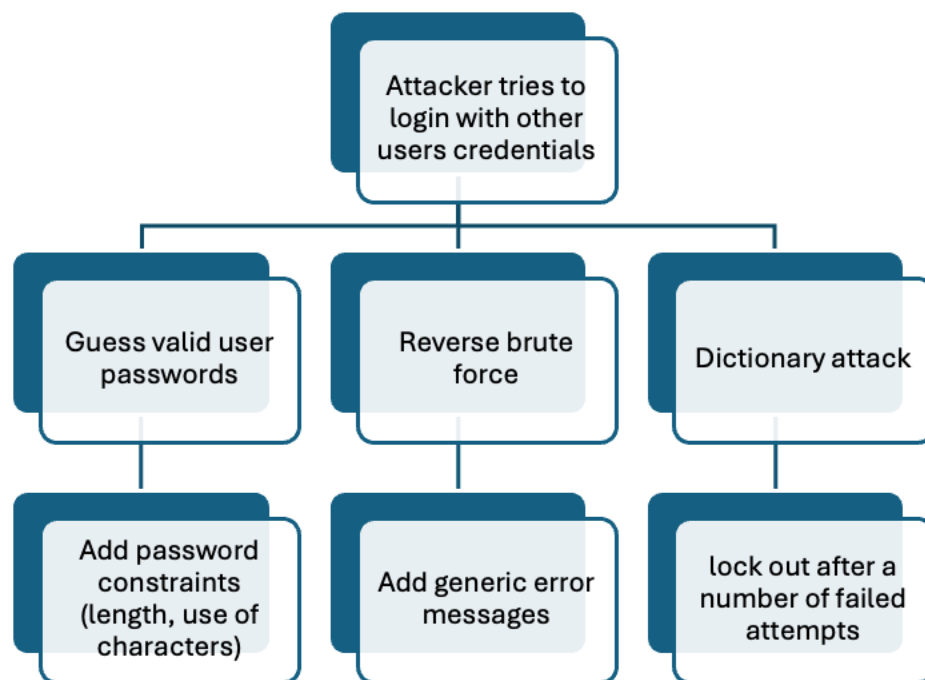 Attacker tries to
login with other
users credentials
Guess valid user
passwords
Reverse brute
force
Dictionary attack
Add password
constraints
(length, use of
characters)
Add generic error
messages
lock out after a
number of failed
attempts